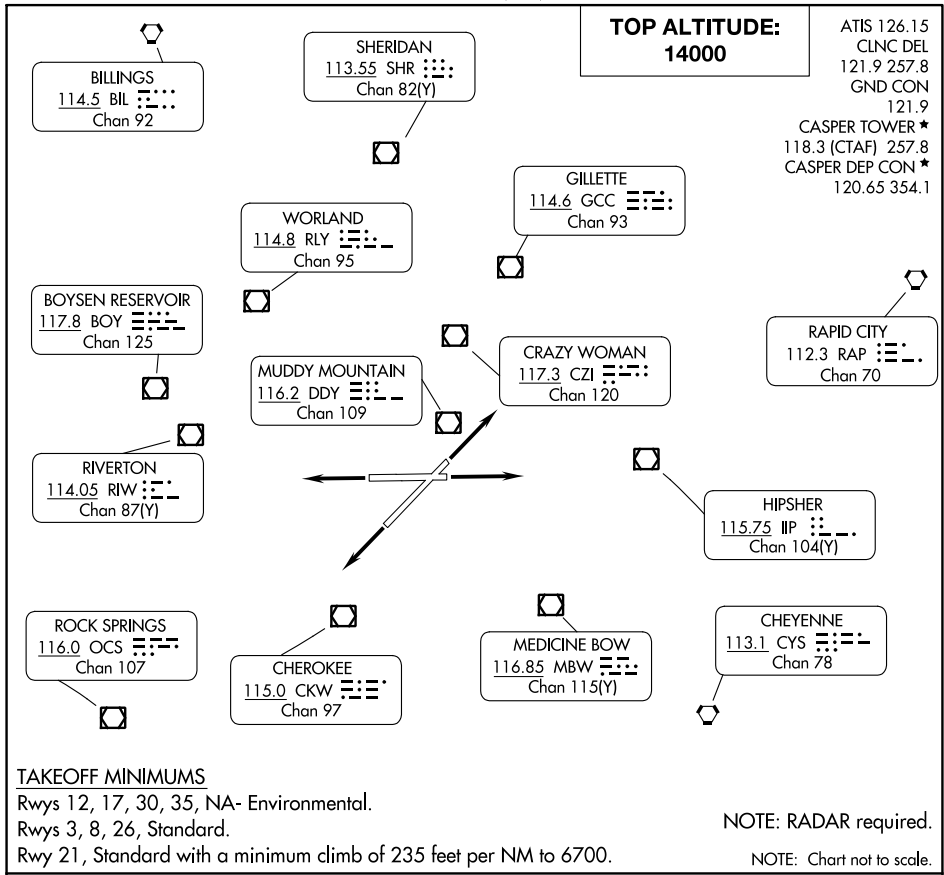 TOP ALTITUDE:
14000
ATIS 126.15
CLNC DEL
121.9 257.8
GND CON
121.9
CASPER TOWER ★
118.3 (CTAF) 257.8
CASPER DEP CON ★
120.65 354.1
BILLINGS
114.5 BIL
Chan 92
SHERIDAN
113.55 SHR
Chan 82(Y)
GILLETTE
114.6 GCC
Chan 93
WORLAND
114.8 RLY
Chan 95
BOYSEN RESERVOIR
117.8 BOY
Chan 125
RAPID CITY
112.3 RAP
Chan 70
CRAZY WOMAN
117.3 CZI
Chan 120
MUDDY MOUNTAIN
116.2 DDY
Chan 109
RIVERTON
114.05 RIW
Chan 87(Y)
HIPSHER
115.75 IIP
Chan 104(Y)
ROCK SPRINGS
116.0 OCS
Chan 107
CHEROKEE
115.0 CKW
Chan 97
MEDICINE BOW
116.85 MBW
Chan 115(Y)
CHEYENNE
113.1 CYS
Chan 78
TAKEOFF MINIMUMS
Rwys 12, 17, 30, 35, NA- Environmental.
Rwys 3, 8, 26, Standard.
Rwy 21, Standard with a minimum climb of 235 feet per NM to 6700.
NOTE: RADAR required.
NOTE: Chart not to scale.